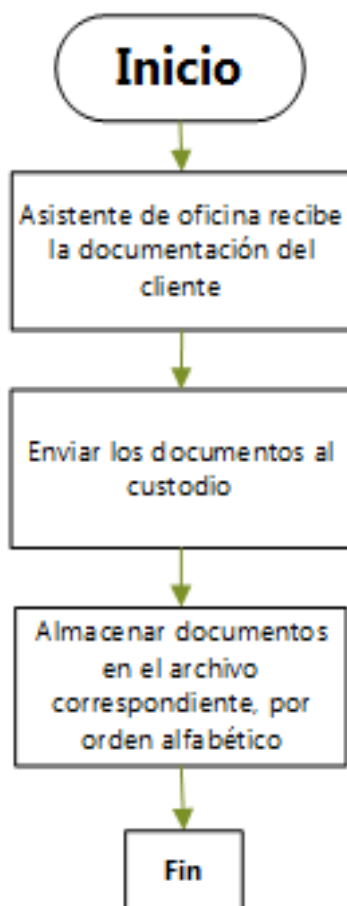 Inicio
Asistente de oficina recibe
la documentación del
cliente
Enviar los documentos al
custodio
Almacenar documentos
en el archivo
correspondiente, por
orden alfabético
Fin